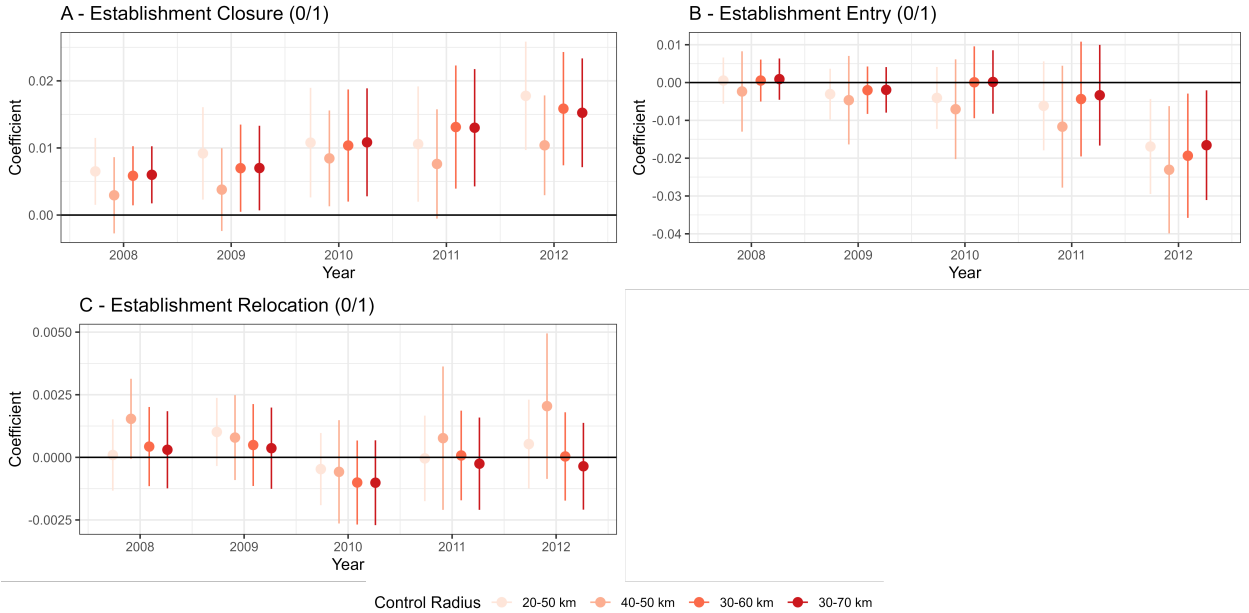 A - Establishment Closure (0/1)
Coefficient
0.02
0.01
0.00
2008 2009 2010 2011 2012
Year
B - Establishment Entry (0/1)
Coefficient
0.01
0.00
-0.01
-0.02
-0.03
-0.04
2008 2009 2010 2011 2012
Year
C - Establishment Relocation (0/1)
Coefficient
0.0050
0.0025
0.0000
-0.0025
2008 2009 2010 2011 2012
Year
Control Radius 20-50 km 40-50 km 30-60 km 30-70 km